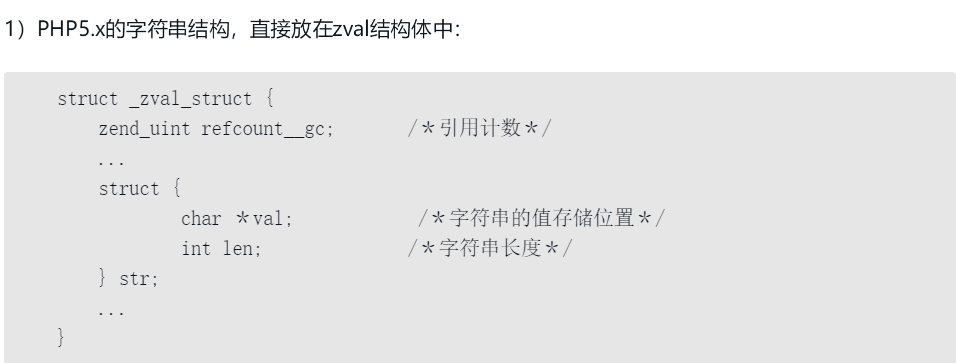 1）PHP5.x的字符串结构，直接放在zval结构体中：
struct _zval_struct {
    zend_uint refcount__gc;       /*引用计数*/
    ...
    struct {
            char *val;            /*字符串的值存储位置*/
            int len;              /*字符串长度*/
    } str;
    ...
}